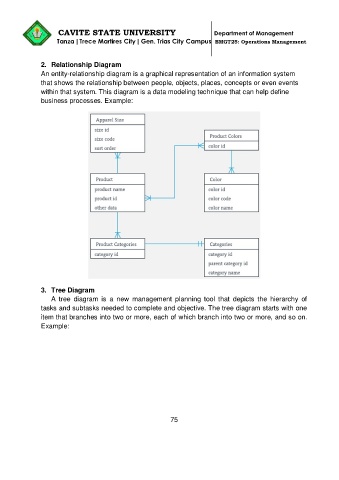 CAVITE STATE UNIVERSITY
Department of Management
Tanza | Trece Martires City | Gen. Trias City Campus
BMGT25: Operations Management
2. Relationship Diagram
An entity-relationship diagram is a graphical representation of an information system
that shows the relationship between people, objects, places, concepts or even events
within that system. This diagram is a data modeling technique that can help define
business processes. Example:
Apparel Size
size id
size code
sort order
Product Colors
color id
Product
product name
product id
other data
Color
color id
color code
color name
Product Categories
category id
Categories
category id
parent category id
category name
3. Tree Diagram
A tree diagram is a new management planning tool that depicts the hierarchy of
tasks and subtasks needed to complete and objective. The tree diagram starts with one
item that branches into two or more, each of which branch into two or more, and so on.
Example:
75